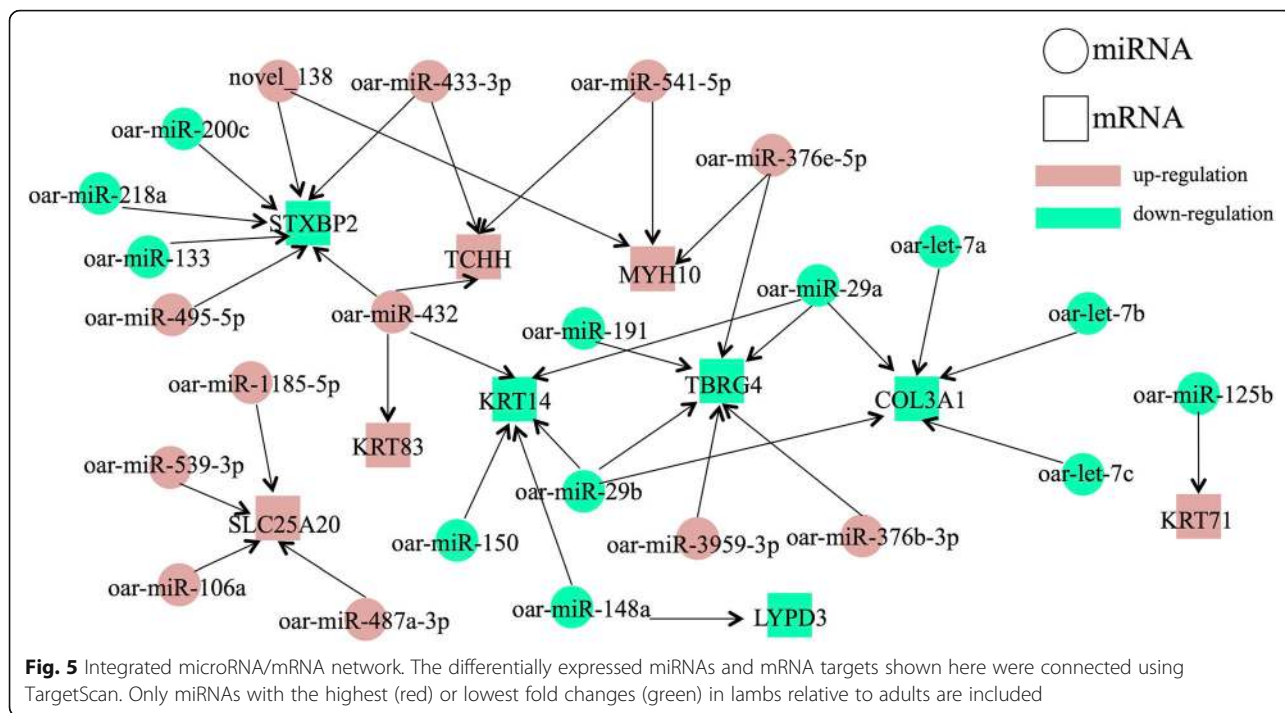 miRNA
mRNA
up-regulation
down-regulation
novel_138
oar-miR-433-3p
oar-miR-541-5p
oar-miR-200c
oar-miR-376e-5p
oar-miR-218a
STXBP2
oar-miR-133
TCHH
MYH10
oar-let-7a
oar-miR-29a
oar-miR-495-5p
oar-miR-432
oar-miR-191
oar-let-7b
oar-miR-1185-5p
KRT14
TBRG4
COL3A1
oar-miR-125b
KRT83
oar-miR-539-3p
oar-let-7c
oar-miR-29b
SLC25A20
KRT71
oar-miR-150
oar-miR-3959-3p
oar-miR-376b-3p
oar-miR-106a
oar-miR-148a
LYPD3
oar-miR-487a-3p
Fig. 5 Integrated microRNA/mRNA network. The differentially expressed miRNAs and mRNA targets shown here were connected using
TargetScan. Only miRNAs with the highest (red) or lowest fold changes (green) in lambs relative to adults are included